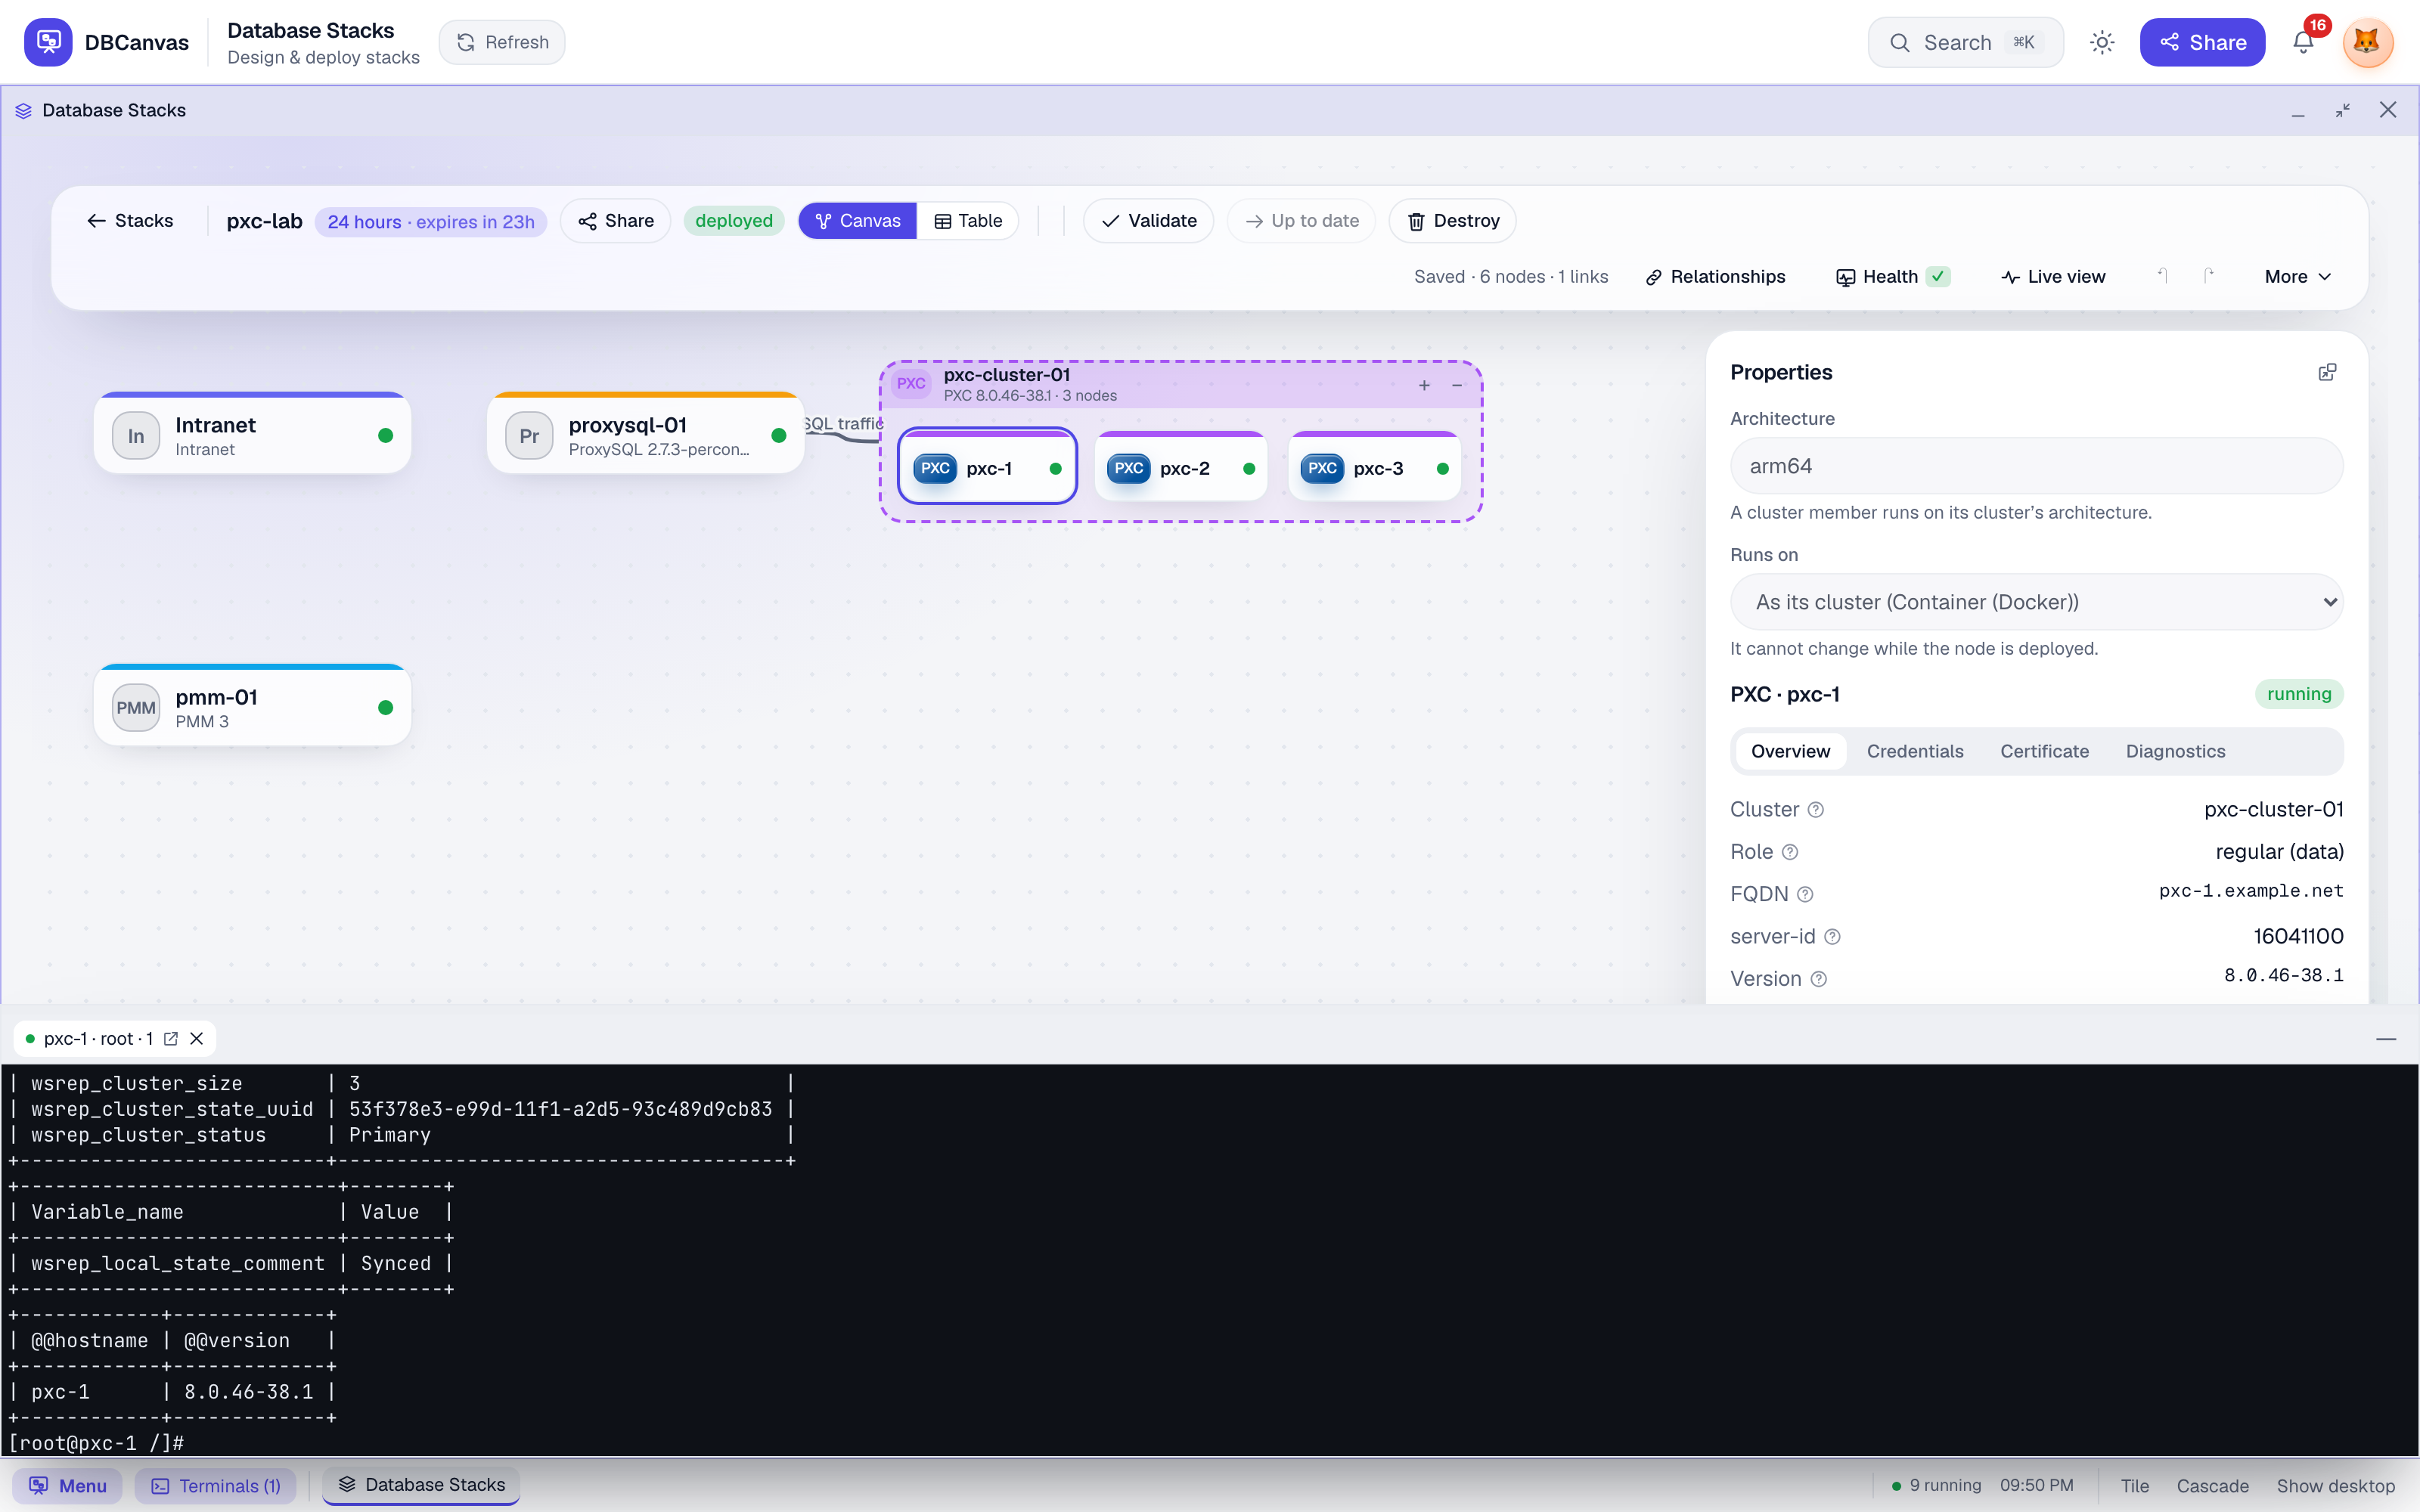 DBCanvas
Database Stacks
Design & deploy stacks
Refresh
Search ⌘K
Share
16
Database Stacks
Stacks
pxc-lab
24 hours · expires in 23h
Share
deployed
Canvas
Table
Validate
Up to date
Destroy
Saved · 6 nodes · 1 links
Relationships
Health
Live view
More
In
Intranet
Intranet
Pr
proxysql-01
ProxySQL 2.7.3-percon...
SQL traffic
PXC
pxc-cluster-01
PXC 8.0.46-38.1 · 3 nodes
+ −
PXC pxc-1
PXC pxc-2
PXC pxc-3
PMM
pmm-01
PMM 3
Properties
Architecture
arm64
A cluster member runs on its cluster's architecture.
Runs on
As its cluster (Container (Docker))
It cannot change while the node is deployed.
PXC · pxc-1
running
Overview
Credentials
Certificate
Diagnostics
Cluster pxc-cluster-01
Role regular (data)
FQDN pxc-1.example.net
server-id 16041100
Version 8.0.46-38.1
pxc-1 · root · 1
| wsrep_cluster_size       | 3                                    |
| wsrep_cluster_state_uuid | 53f378e3-e99d-11f1-a2d5-93c489d9cb83 |
| wsrep_cluster_status     | Primary                              |
+--------------------------+--------------------------------------+
+---------------------------+--------+
| Variable_name             | Value  |
+---------------------------+--------+
| wsrep_local_state_comment | Synced |
+---------------------------+--------+
+------------+-------------+
| @@hostname | @@version   |
+------------+-------------+
| pxc-1      | 8.0.46-38.1 |
+------------+-------------+
[root@pxc-1 /]#
Menu
Terminals (1)
Database Stacks
9 running
09:50 PM
Tile
Cascade
Show desktop